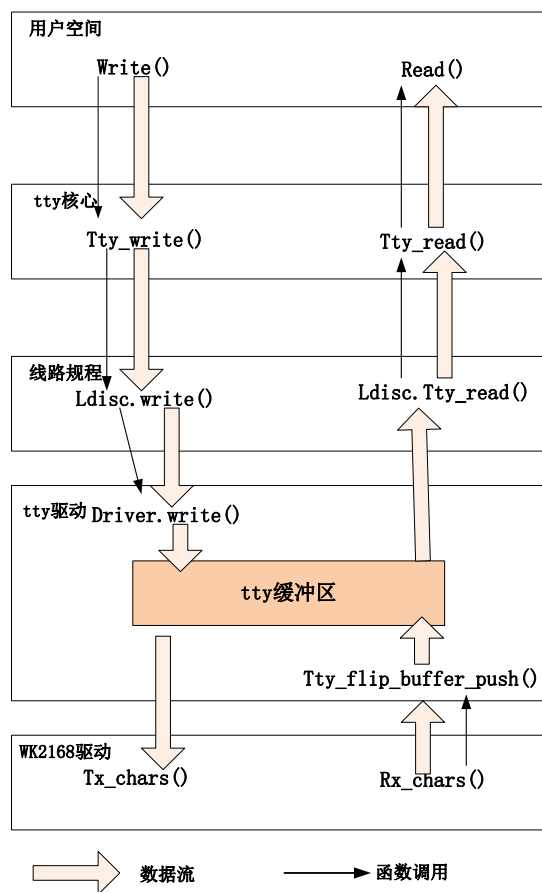 用户空间
Write()
Read()
tty核心
Tty_write()
Tty_read()
线路规程
Ldisc.write()
Ldisc.Tty_read()
tty驱动
Driver.write()
tty缓冲区
Tty_flip_buffer_push()
WK2168驱动
Tx_chars()
Rx_chars()
数据流
函数调用